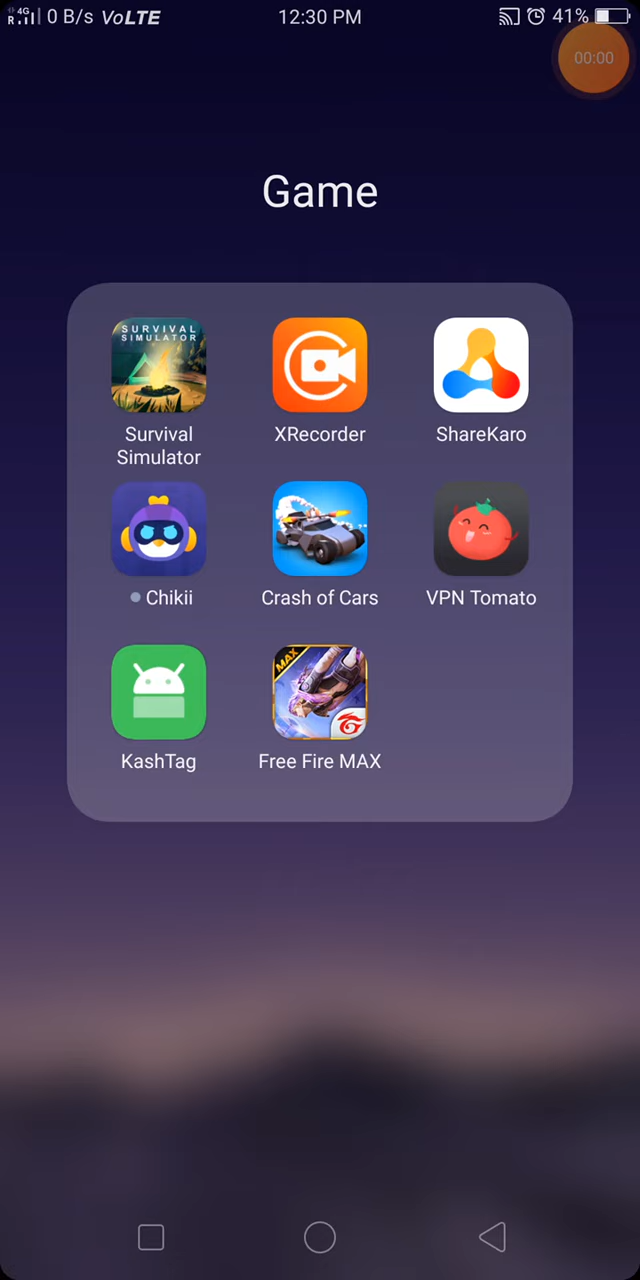 4G
R 0 B/s VoLTE 12:30 PM 41%
00:00
Game
SURVIVAL
SIMULATOR
Survival
Simulator
XRecorder
ShareKaro
Chikii
Crash of Cars
VPN Tomato
MAX
KashTag
Free Fire MAX